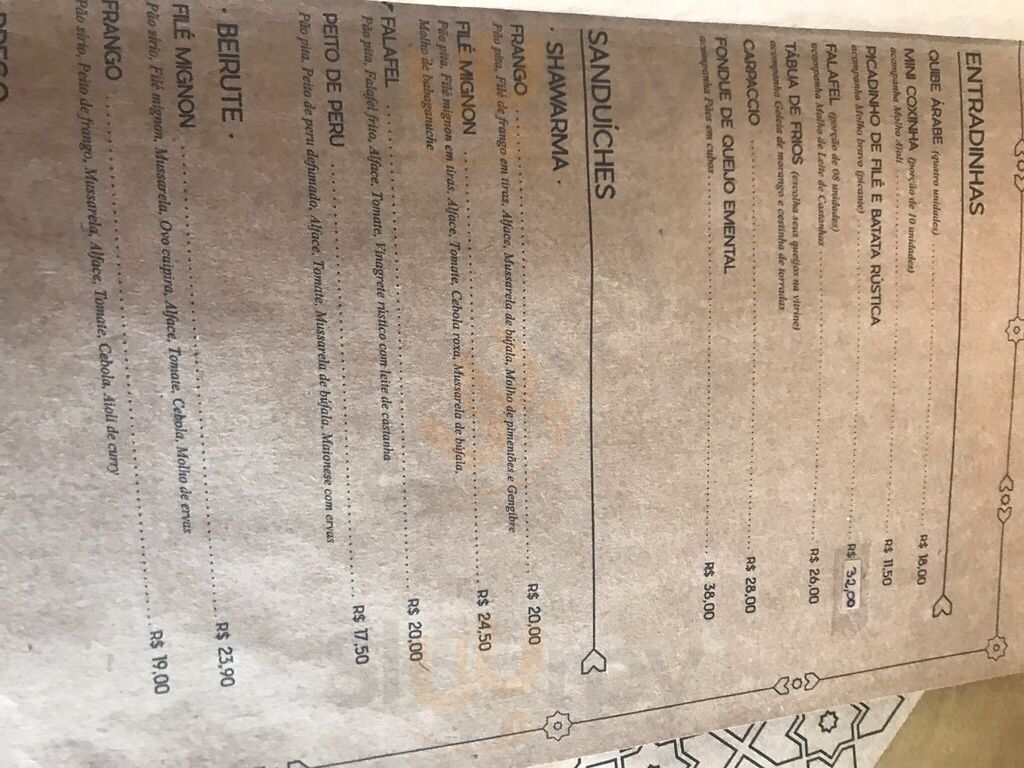 ENTRADINHAS
QUIBE ÁRABE (quatro unidades) R$ 18,00
MINI COXINHA (porção de 10 unidades) R$ 11,50
acompanha Molho Aioli
PICADINHO DE FILÉ E BATATA RÚSTICA R$ 32,00
acompanha Molho bravo (picante)
FALAFEL (porção de 08 unidades) R$ 26,00
acompanha Molho de Leite de Castanhas
TÁBUA DE FRIOS (escolha seus queijos na vitrine)
acompanha Geleia de morango e cestinha de torradas
CARPACCIO R$ 28,00
FONDUE DE QUEIJO EMENTAL R$ 38,00
acompanha Pães em cubos
SANDUÍCHES
· SHAWARMA ·
FRANGO R$ 20,00
Pão pita, Filé de frango em tiras, Alface, Mussarela de búfala, Molho de pimentões e Gengibre
FILÉ MIGNON R$ 24,50
Pão pita, Filé mignon em tiras, Alface, Tomate, Cebola roxa, Mussarela de búfala,
Molho de babaganuche
FALAFEL R$ 20,00
Pão pita, Falafel frito, Alface, Tomate, Vinagrete rústico com leite de castanha
PEITO DE PERU R$ 17,50
Pão pita, Peito de peru defumado, Alface, Tomate, Mussarela de búfala, Maionese com ervas
· BEIRUTE ·
FILÉ MIGNON R$ 23,90
Pão sírio, Filé mignon, Mussarela, Ovo caipira, Alface, Tomate, Cebola, Molho de ervas
FRANGO R$ 19,00
Pão sírio, Peito de frango, Mussarela, Alface, Tomate, Cebola, Aioli de curry